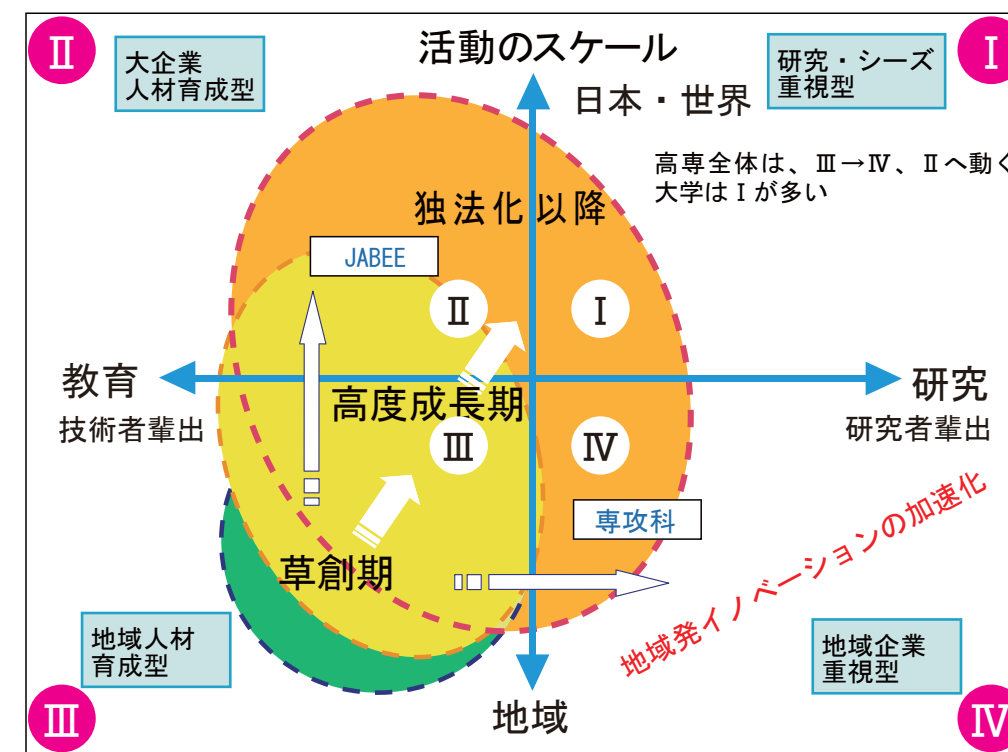 Ⅱ
大企業
人材育成型
活動のスケール
日本・世界
研究・シーズ
重視型
Ⅰ
高専全体は、Ⅲ→Ⅳ、Ⅱへ動く
大学はⅠが多い
独法化以降
JABEE
Ⅱ
Ⅰ
教育
技術者輩出
高度成長期
研究
研究者輩出
Ⅲ
Ⅳ
専攻科
草創期
地域発イノベーションの加速化
地域人材
育成型
地域企業
重視型
Ⅲ
地域
Ⅳ